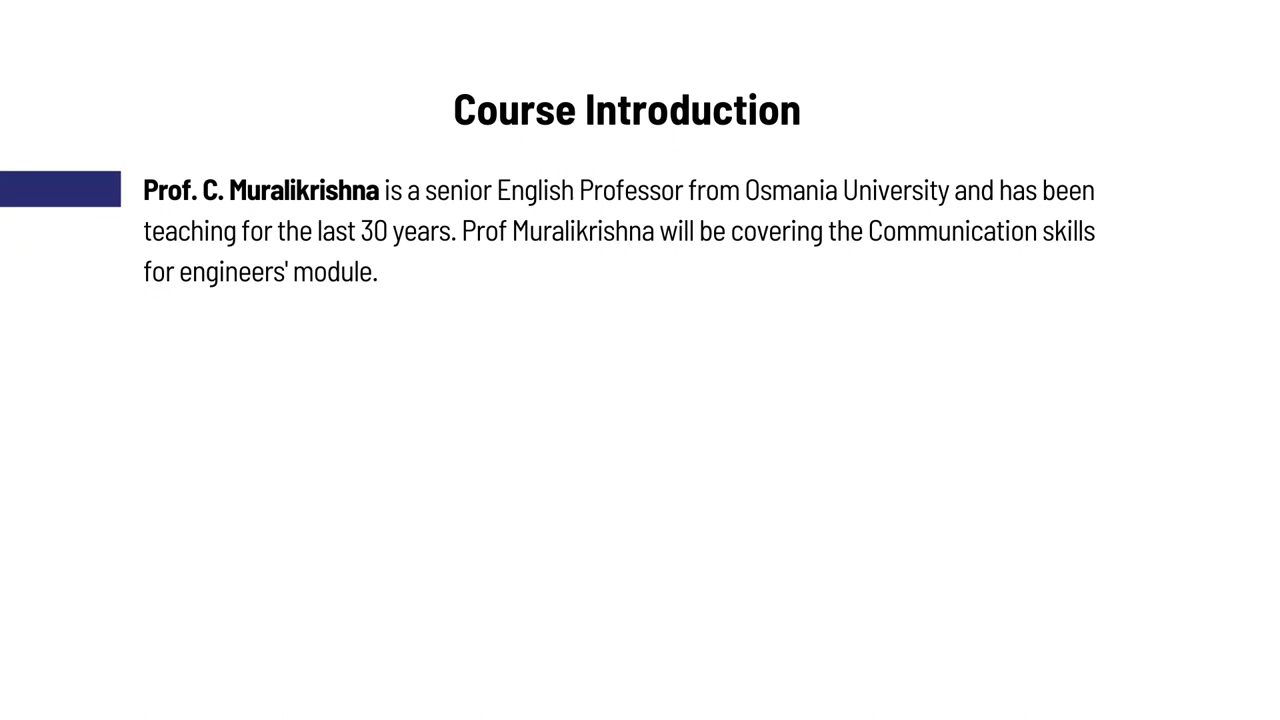 Course Introduction
Prof. C. Muralikrishna is a senior English Professor from Osmania University and has been
teaching for the last 30 years. Prof Muralikrishna will be covering the Communication skills
for engineers' module.